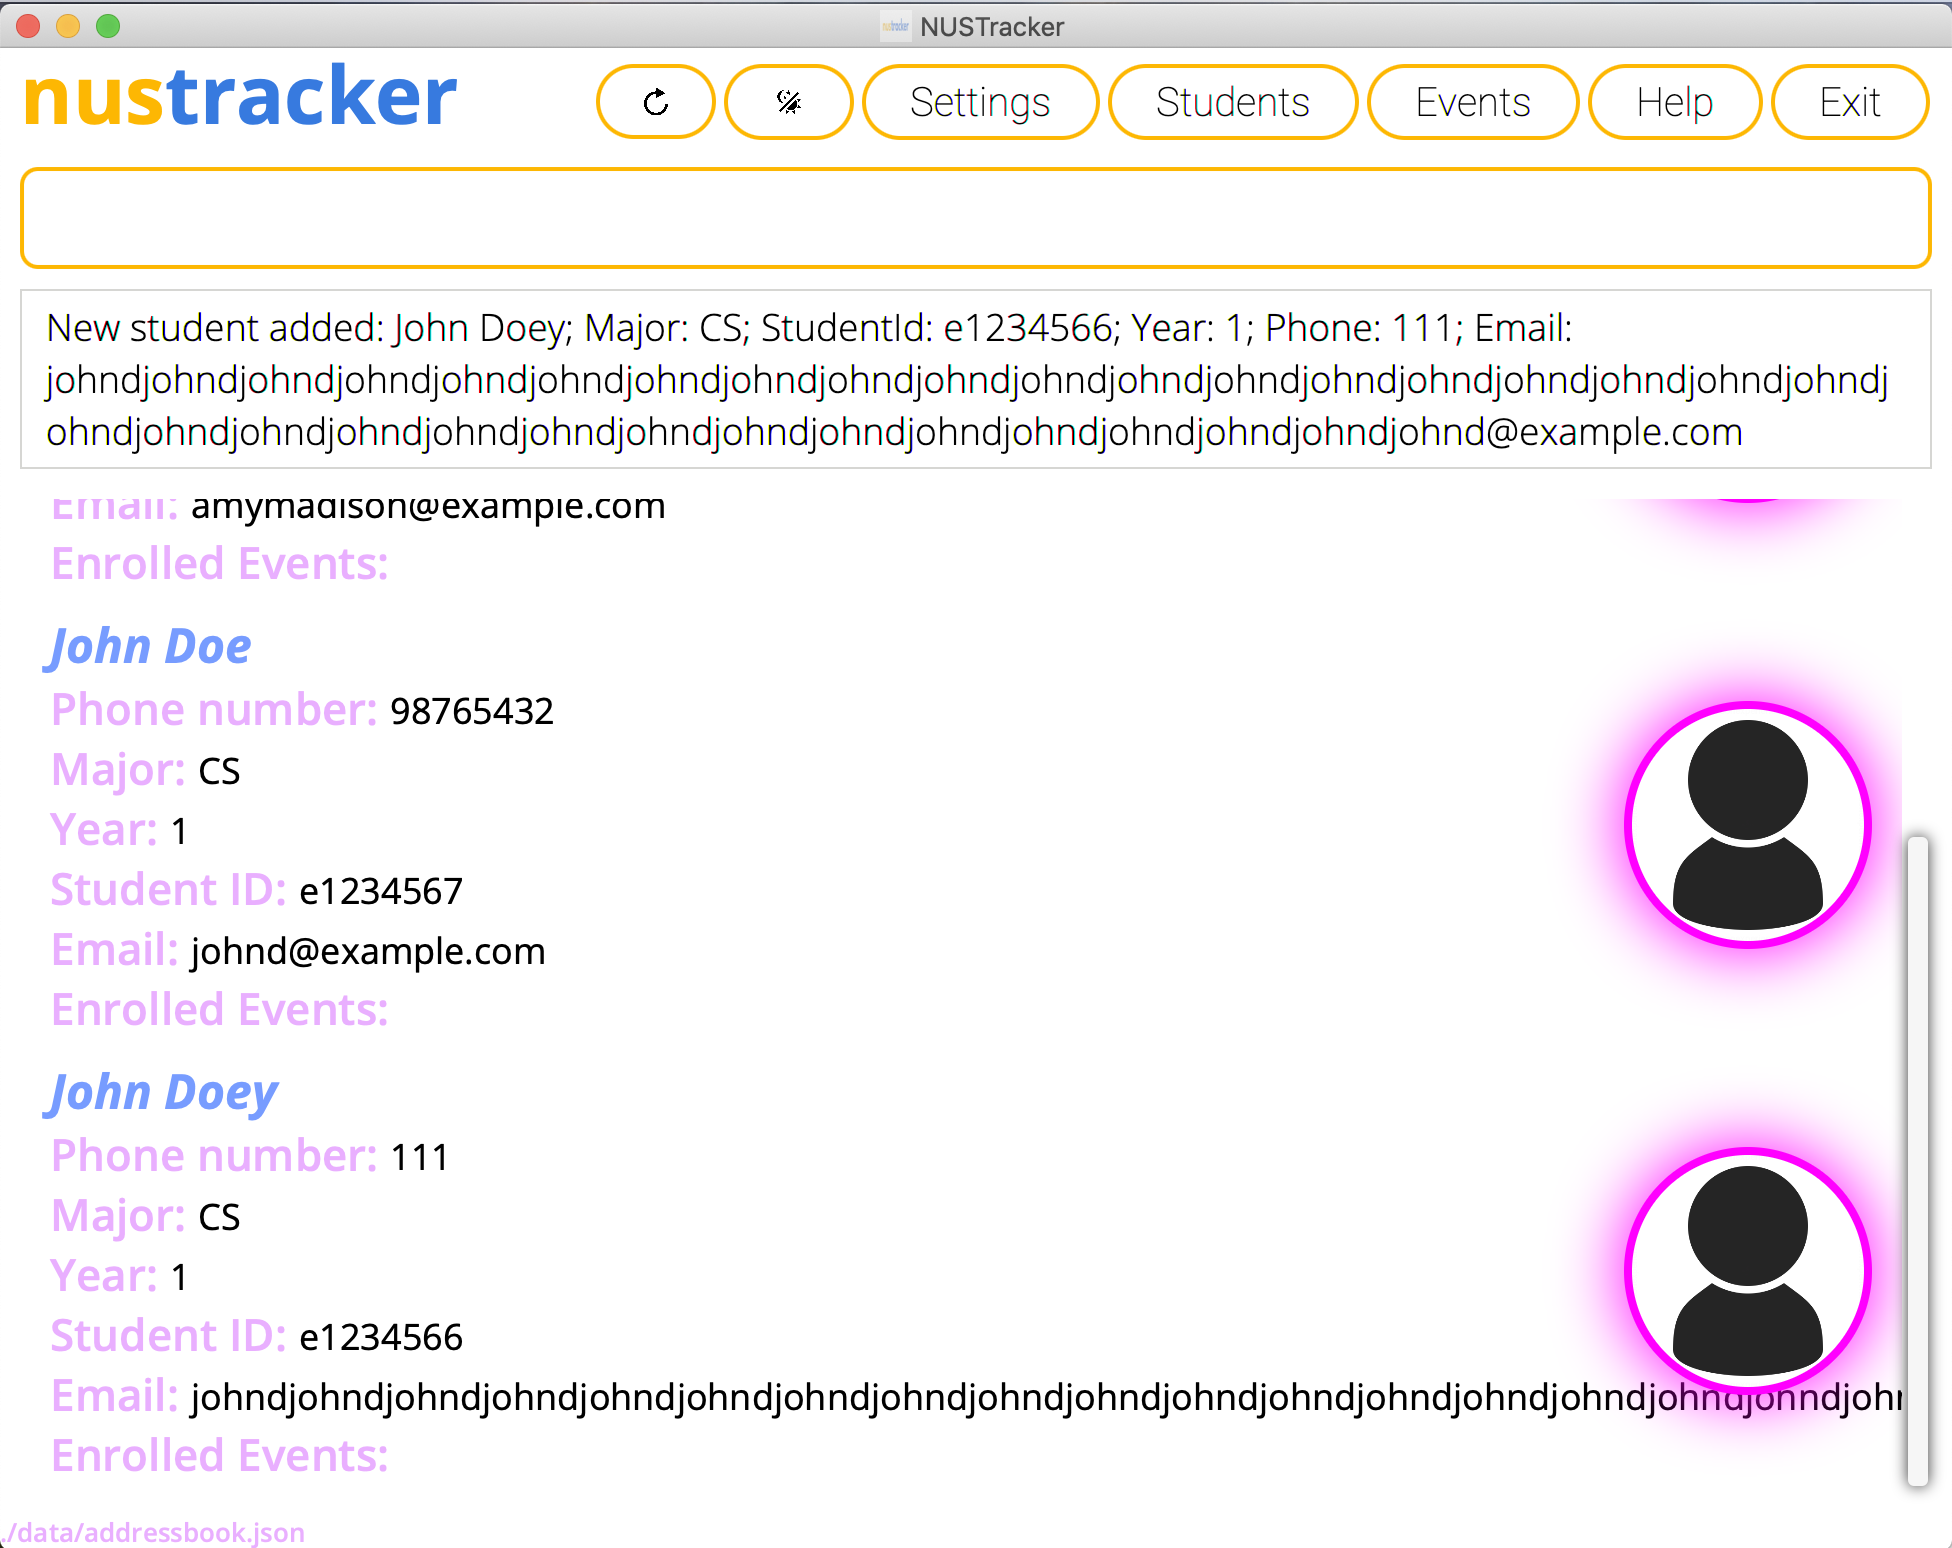 NUSTracker
nustracker
Settings
Students
Events
Help
Exit
New student added: John Doey; Major: CS; StudentId: e1234566; Year: 1; Phone: 111; Email:
johndjohndjohndjohndjohndjohndjohndjohndjohndjohndjohndjohndjohndjohndjohndjohndjohndjohndjohndj
ohndjohndjohndjohndjohndjohndjohndjohndjohndjohndjohndjohndjohndjohndjohnd@example.com
Email: amymadison@example.com
Enrolled Events:
John Doe
Phone number: 98765432
Major: CS
Year: 1
Student ID: e1234567
Email: johnd@example.com
Enrolled Events:
John Doey
Phone number: 111
Major: CS
Year: 1
Student ID: e1234566
Email: johndjohndjohndjohndjohndjohndjohndjohndjohndjohndjohndjohndjohndjohndjohndjohndjohndjohn
Enrolled Events:
./data/addressbook.json